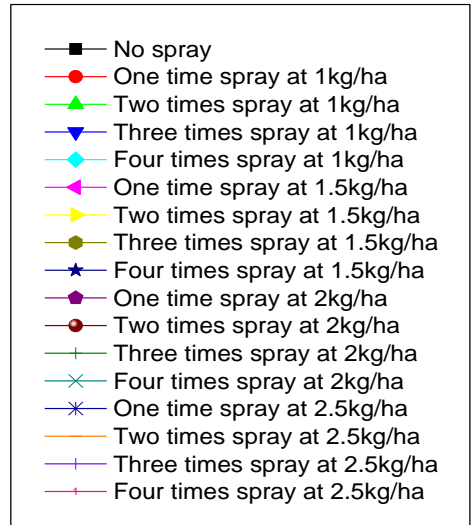 No spray
One time spray at 1kg/ha
Two times spray at 1kg/ha
Three times spray at 1kg/ha
Four times spray at 1kg/ha
One time spray at 1.5kg/ha
Two times spray at 1.5kg/ha
Three times spray at 1.5kg/ha
Four times spray at 1.5kg/ha
One time spray at 2kg/ha
Two times spray at 2kg/ha
Three times spray at 2kg/ha
Four times spray at 2kg/ha
One time spray at 2.5kg/ha
Two times spray at 2.5kg/ha
Three times spray at 2.5kg/ha
Four times spray at 2.5kg/ha